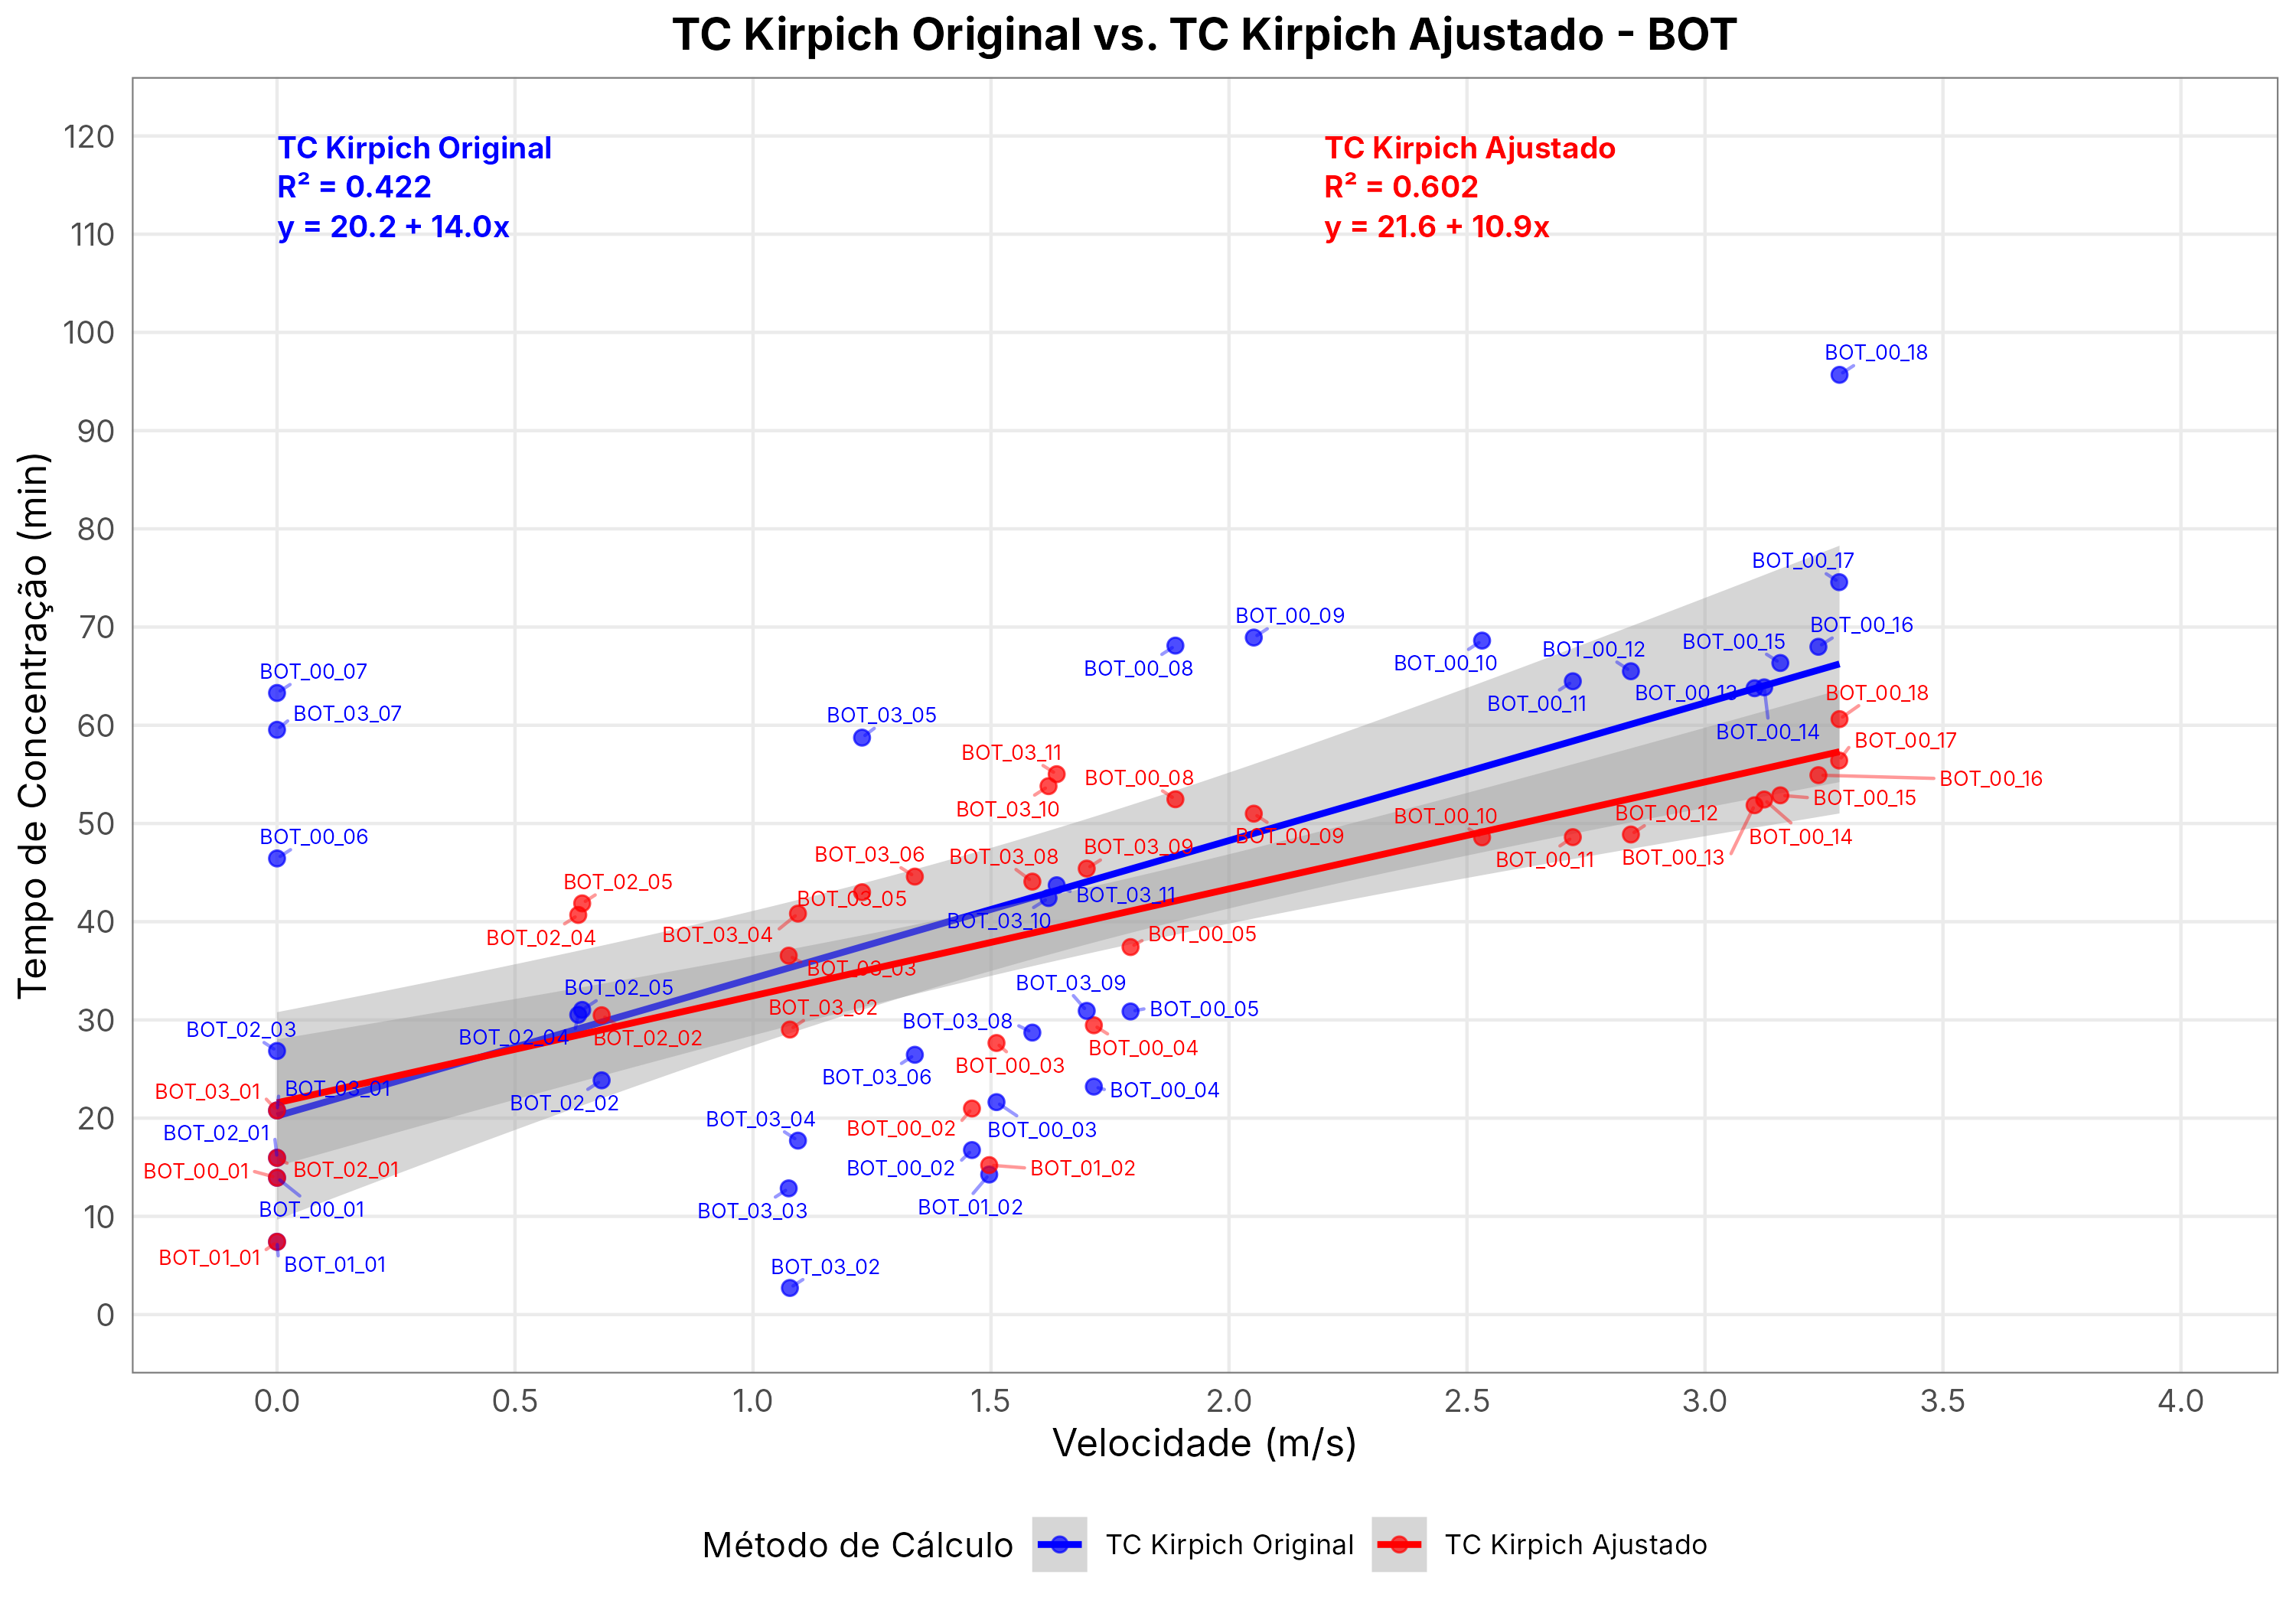 TC Kirpich Original vs. TC Kirpich Ajustado - BOT
TC Kirpich Original
R² = 0.422
y = 20.2 + 14.0x
TC Kirpich Ajustado
R² = 0.602
y = 21.6 + 10.9x
Tempo de Concentração (min)
120
110
100
90
80
70
60
50
40
30
20
10
0
BOT_00_18
BOT_00_17
BOT_00_16
BOT_00_09
BOT_00_15
BOT_00_12
BOT_00_08
BOT_00_10
BOT_00_07
BOT_00_13
BOT_00_18
BOT_00_11
BOT_03_07
BOT_03_05
BOT_00_14
BOT_00_17
BOT_03_11
BOT_00_08
BOT_00_16
BOT_00_15
BOT_03_10
BOT_00_10
BOT_00_12
BOT_00_06
BOT_00_09
BOT_00_14
BOT_03_09
BOT_03_06
BOT_03_08
BOT_00_11
BOT_00_13
BOT_02_05
BOT_03_05
BOT_03_11
BOT_03_10
BOT_02_04
BOT_03_04
BOT_00_05
BOT_03_03
BOT_02_05
BOT_03_09
BOT_03_02
BOT_00_05
BOT_02_03
BOT_03_08
BOT_02_04
BOT_02_02
BOT_00_04
BOT_00_03
BOT_03_06
BOT_03_01
BOT_03_01
BOT_00_04
BOT_02_02
BOT_03_04
BOT_02_01
BOT_00_02
BOT_00_03
BOT_00_01
BOT_02_01
BOT_00_02
BOT_01_02
BOT_00_01
BOT_03_03
BOT_01_02
BOT_01_01
BOT_01_01
BOT_03_02
0.0
0.5
1.0
1.5
2.0
2.5
3.0
3.5
4.0
Velocidade (m/s)
Método de Cálculo
TC Kirpich Original
TC Kirpich Ajustado